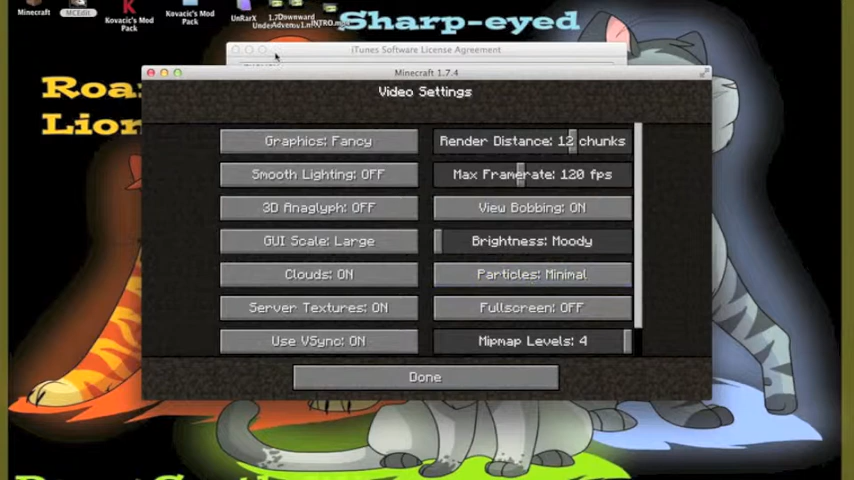 Minecraft
MCEdit
Kovacic's Mod
Pack
Kovacic's Mod
Pack
UnRarX
Sharp-eyed
iTunes Software License Agreement
Minecraft 1.7.4
Roa
Lion
Video Settings
Graphics: Fancy
Render Distance: 12 chunks
Smooth Lighting: OFF
Max Framerate: 120 fps
3D Anaglyph: OFF
View Bobbing: ON
GUI Scale: Large
Brightness: Moody
Clouds: ON
Particles: Minimal
Server Textures: ON
Fullscreen: OFF
Use VSync: ON
Mipmap Levels: 4
Done